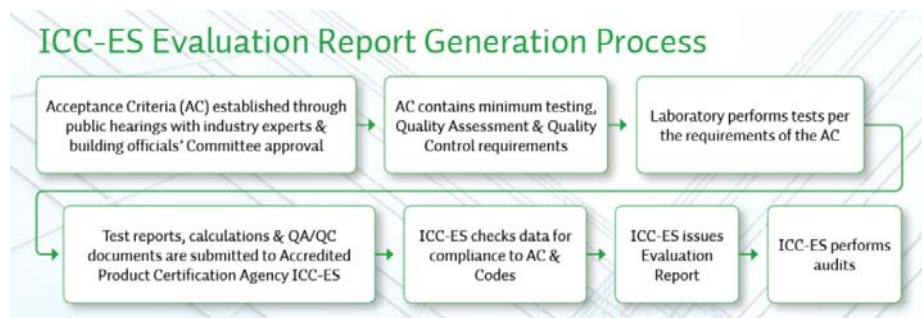 ICC-ES Evaluation Report Generation Process
Acceptance Criteria (AC) established through
public hearings with industry experts &
building officials' Committee approval
AC contains minimum testing,
Quality Assessment & Quality
Control requirements
Laboratory performs tests per
the requirements of the AC
Test reports, calculations & QA/QC
documents are submitted to Accredited
Product Certification Agency ICC-ES
ICC-ES checks data for
compliance to AC &
Codes
ICC-ES issues
Evaluation
Report
ICC-ES performs
audits